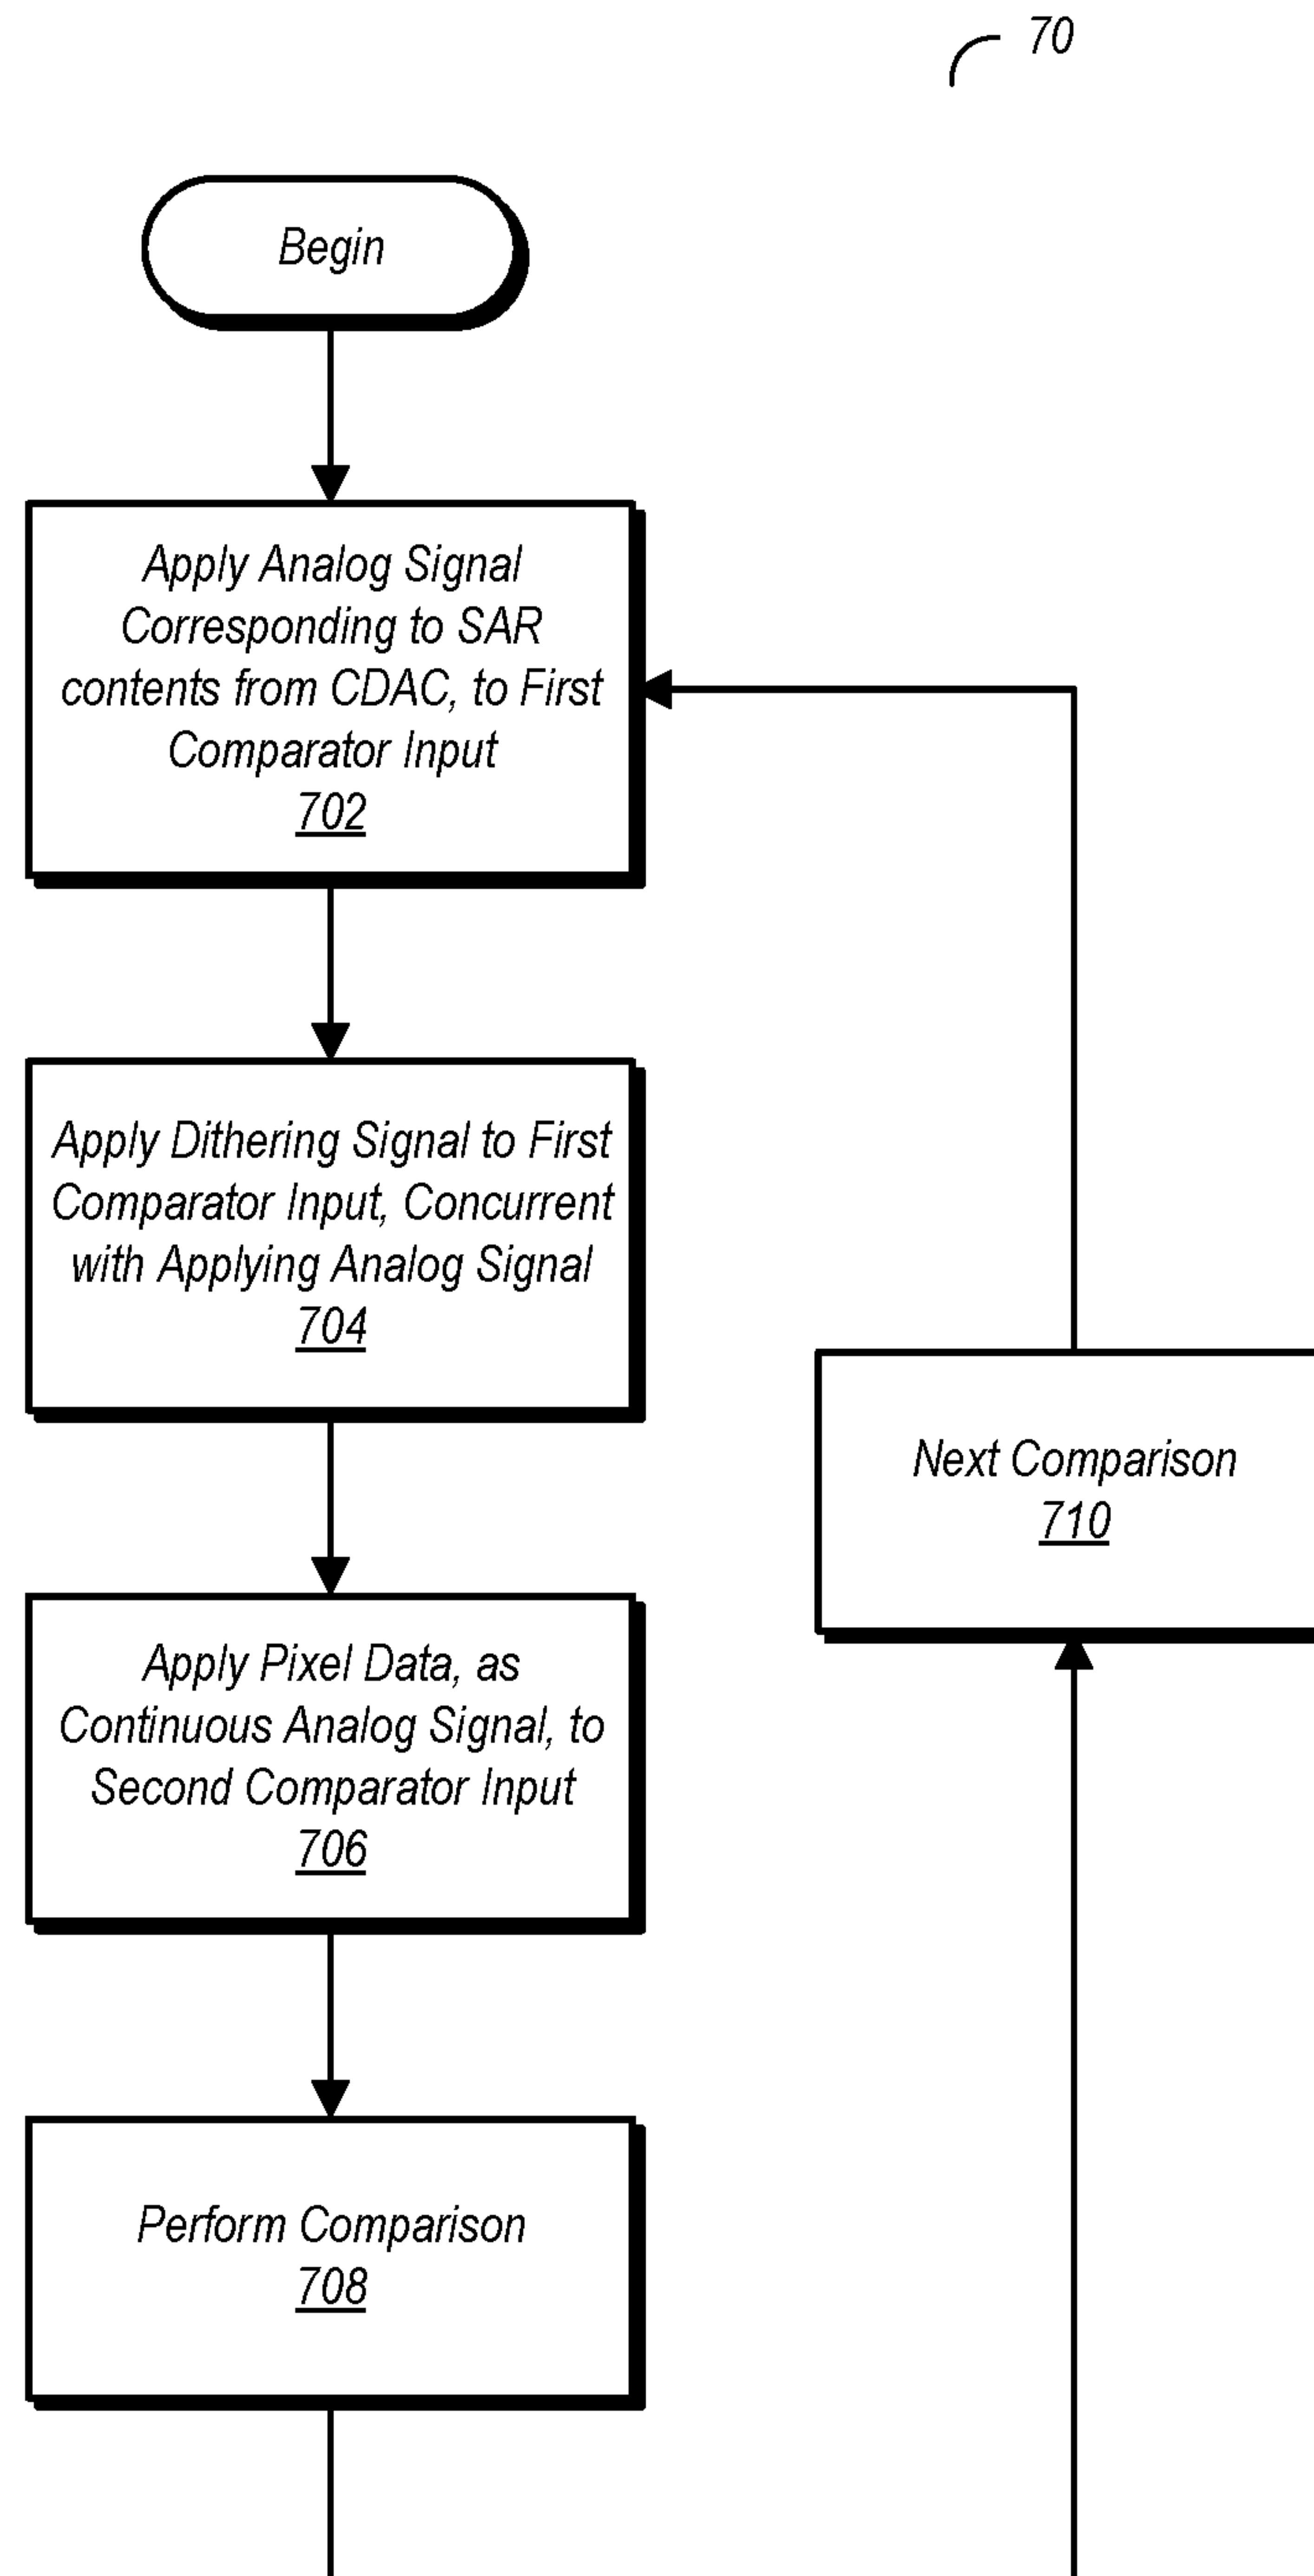 70
Begin
Apply Analog Signal
Corresponding to SAR
contents from CDAC, to First
Comparator Input
702
Apply Dithering Signal to First
Comparator Input, Concurrent
with Applying Analog Signal
704
Next Comparison
710
Apply Pixel Data, as
Continuous Analog Signal, to
Second Comparator Input
706
Perform Comparison
708